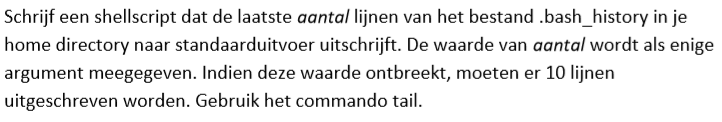 Schrijf een shellscript dat de laatste aantal lijnen van het bestand .bash_history in je
home directory naar standaarduitvoer uitschrijft. De waarde van aantal wordt als enige
argument meegegeven. Indien deze waarde ontbreekt, moeten er 10 lijnen
uitgeschreven worden. Gebruik het commando tail.